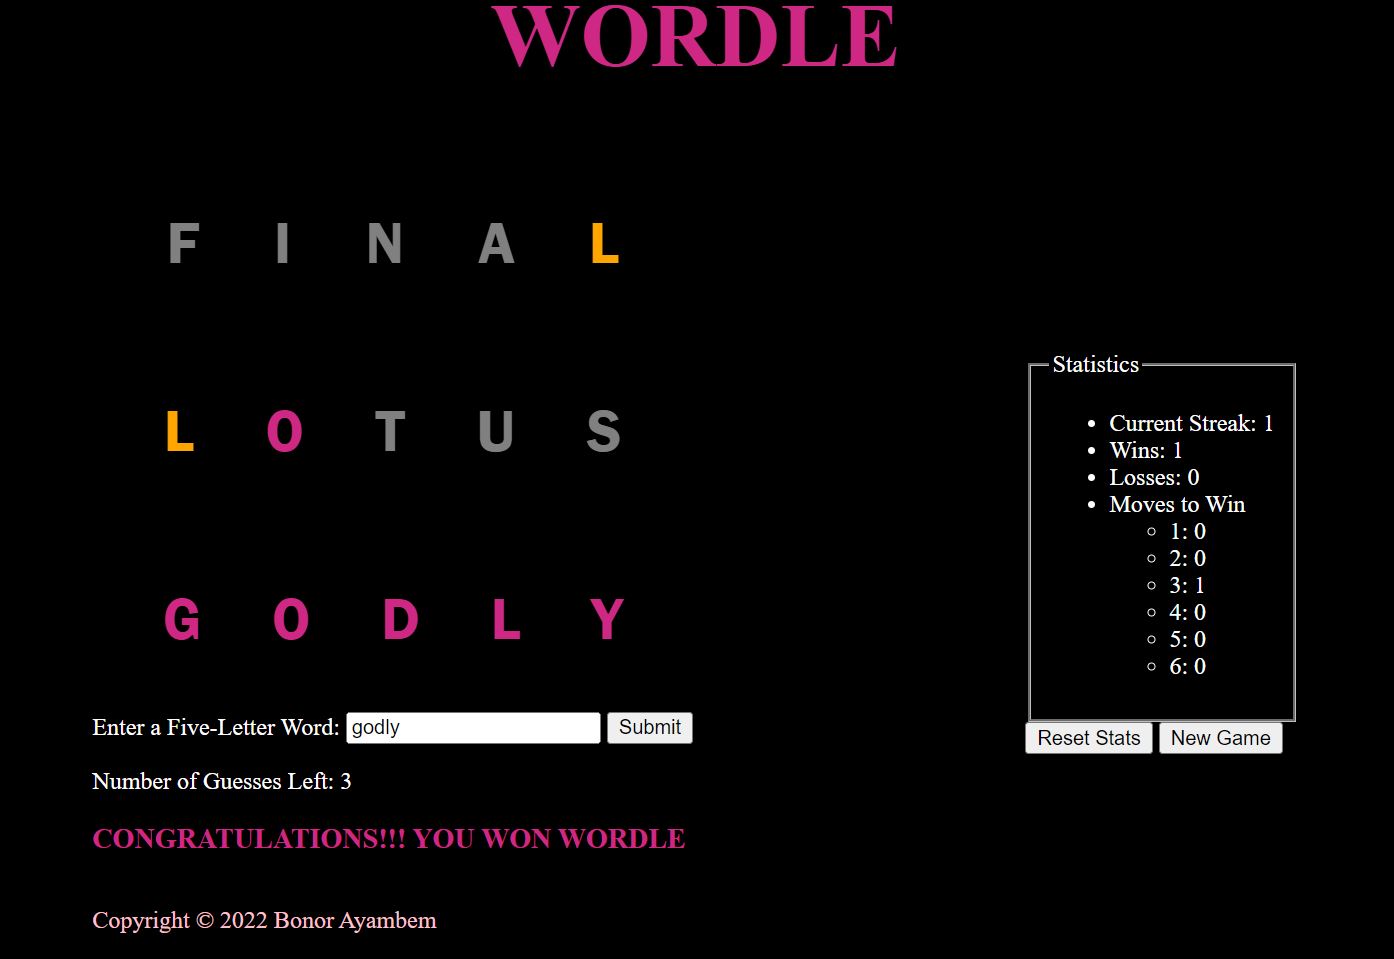 WORDLE
F I N A L
L O T U S
G O D L Y
Enter a Five-Letter Word: godly Submit
Number of Guesses Left: 3
CONGRATULATIONS!!! YOU WON WORDLE
Copyright © 2022 Bonor Ayambem
Statistics
Current Streak: 1
Wins: 1
Losses: 0
Moves to Win
1: 0
2: 0
3: 1
4: 0
5: 0
6: 0
Reset Stats New Game